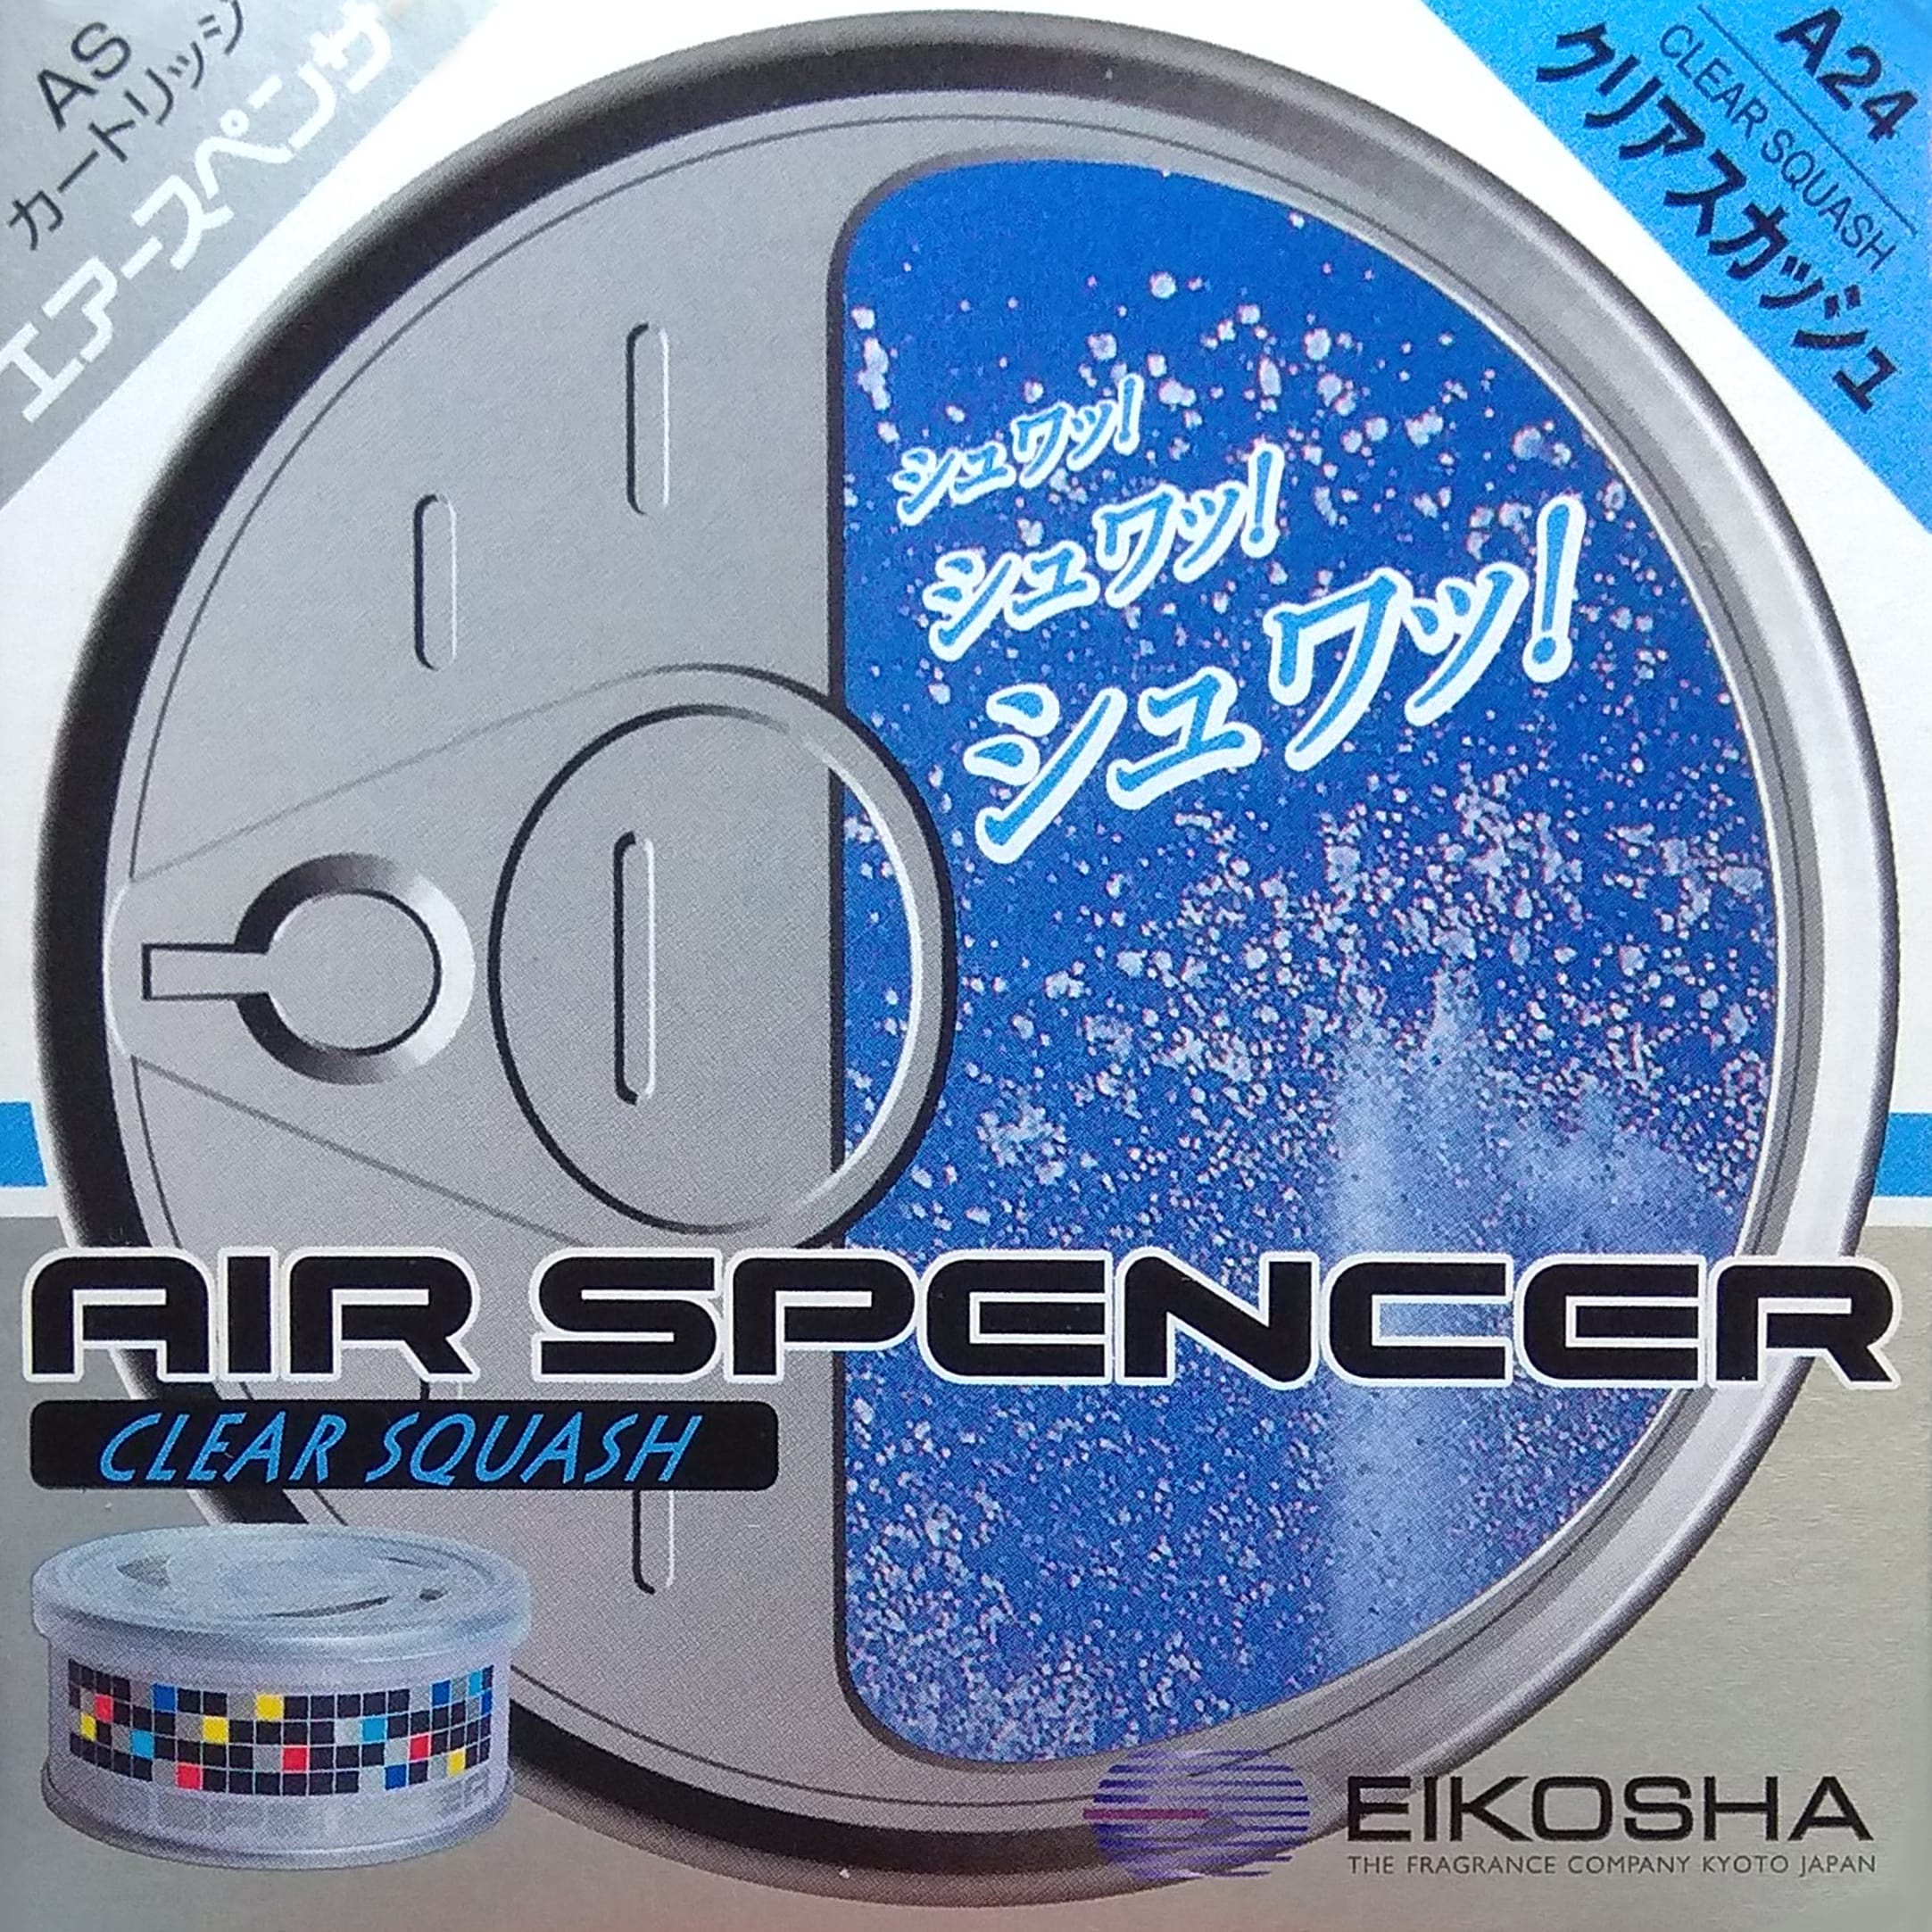 AS
カートリッジ
エアースペンサー
A24
CLEAR SQUASH
クリアスカッシュ
シュワッ!
シュワッ!
シュワッ!
AIR SPENCER
CLEAR SQUASH
EIKOSHA
THE FRAGRANCE COMPANY KYOTO JAPAN